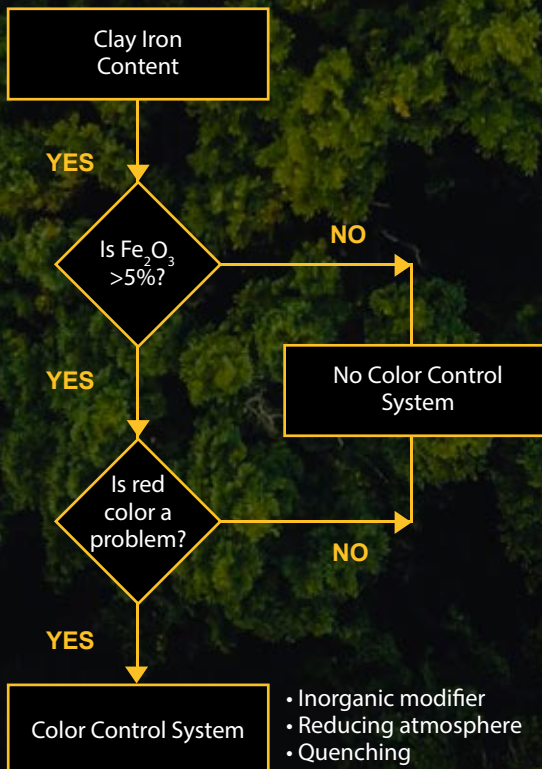 Clay Iron
Content
YES
Is Fe₂O₃
>5%?
NO
YES
No Color Control
System
Is red
color a
problem?
NO
YES
Color Control System
• Inorganic modifier
• Reducing atmosphere
• Quenching